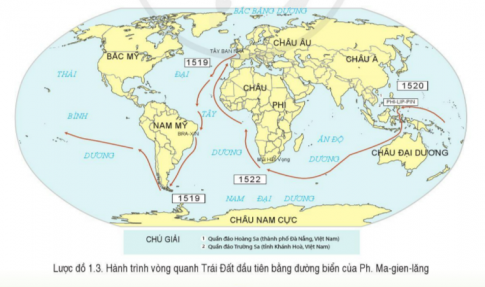 BẮC BĂNG DƯƠNG
CHÂU ÂU
TÂY BAN NHA
BẮC MỸ
CHÂU Á
1519
THÁI
ĐẠI
1520
CHÂU
PHI-LIP-PIN
BÌNH
TÂY
PHI
NAM MỸ
BRA-XIN
ẤN ĐỘ
DƯƠNG
DƯƠNG
CHÂU ĐẠI DƯƠNG
Mũi Hảo Vọng
DƯƠNG
1522
1519
NAM ĐẠI DƯƠNG
CHÂU NAM CỰC
CHÚ GIẢI
1 Quần đảo Hoàng Sa (thành phố Đà Nẵng, Việt Nam)
2 Quần đảo Trường Sa (tỉnh Khánh Hoà, Việt Nam)
Lược đồ 1.3. Hành trình vòng quanh Trái Đất đầu tiên bằng đường biển của Ph. Ma-gien-lăng